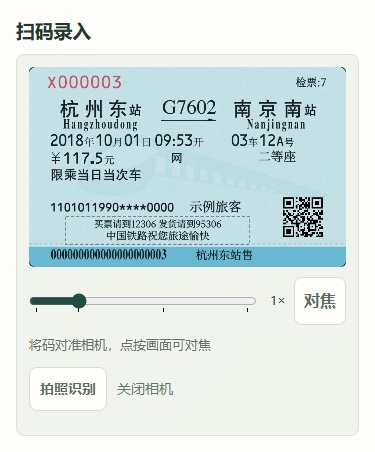 扫码录入
X000003
检票:7
杭州东站 G7602 南京南站
Hangzhoudong Nanjingnan
2018年10月01日 09:53开 03车12A号
￥117.5元 网 二等座
限乘当日当次车
1101011990****0000 示例旅客
买票请到12306 发货请到95306
中国铁路祝您旅途愉快
000000000000000000003 杭州东站售
1× 对焦
将码对准相机，点按画面可对焦
拍照识别 关闭相机